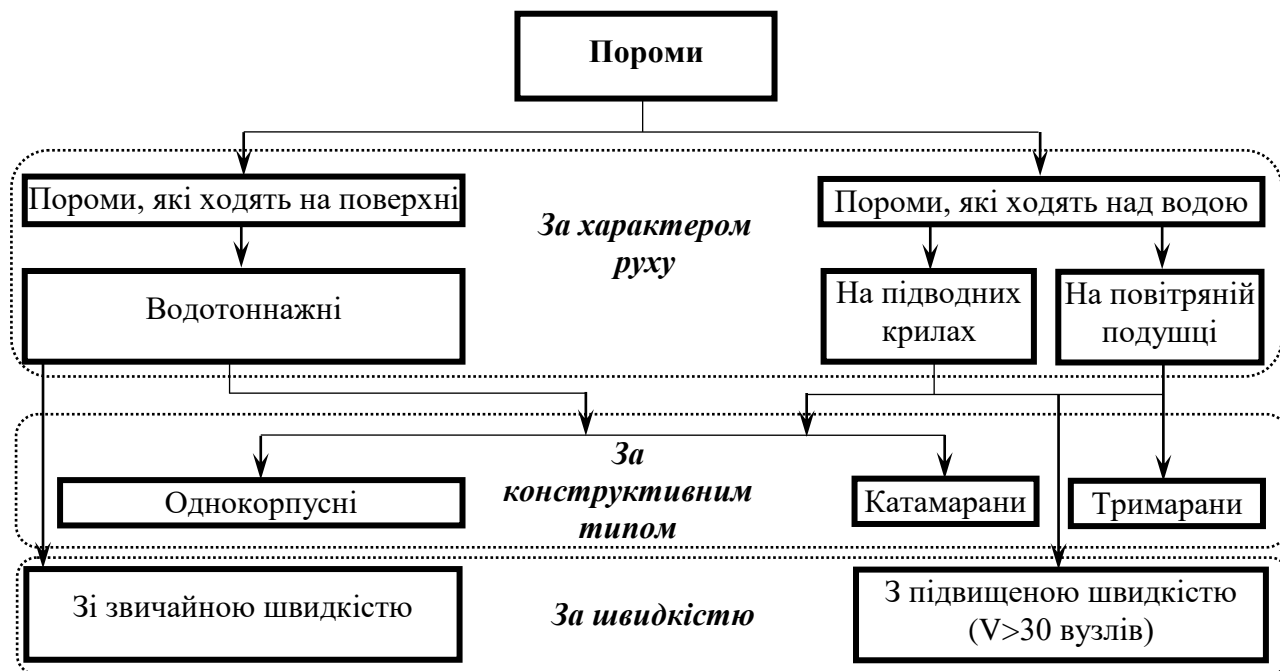 Пороми
Пороми, які ходять на поверхні
Пороми, які ходять над водою
За характером
руху
Водотоннажні
На підводних
крилах
На повітряній
подушці
За
конструктивним
типом
Однокорпусні
Катамарани
Тримарани
Зі звичайною швидкістю
За швидкістю
З підвищеною швидкістю
(V>30 вузлів)